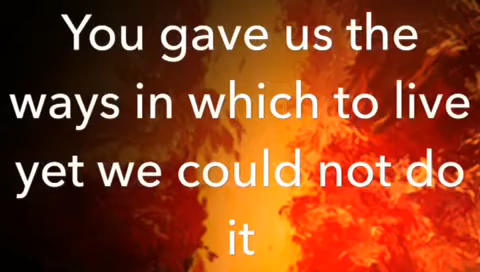 You gave us the
ways in which to live
yet we could not do
it